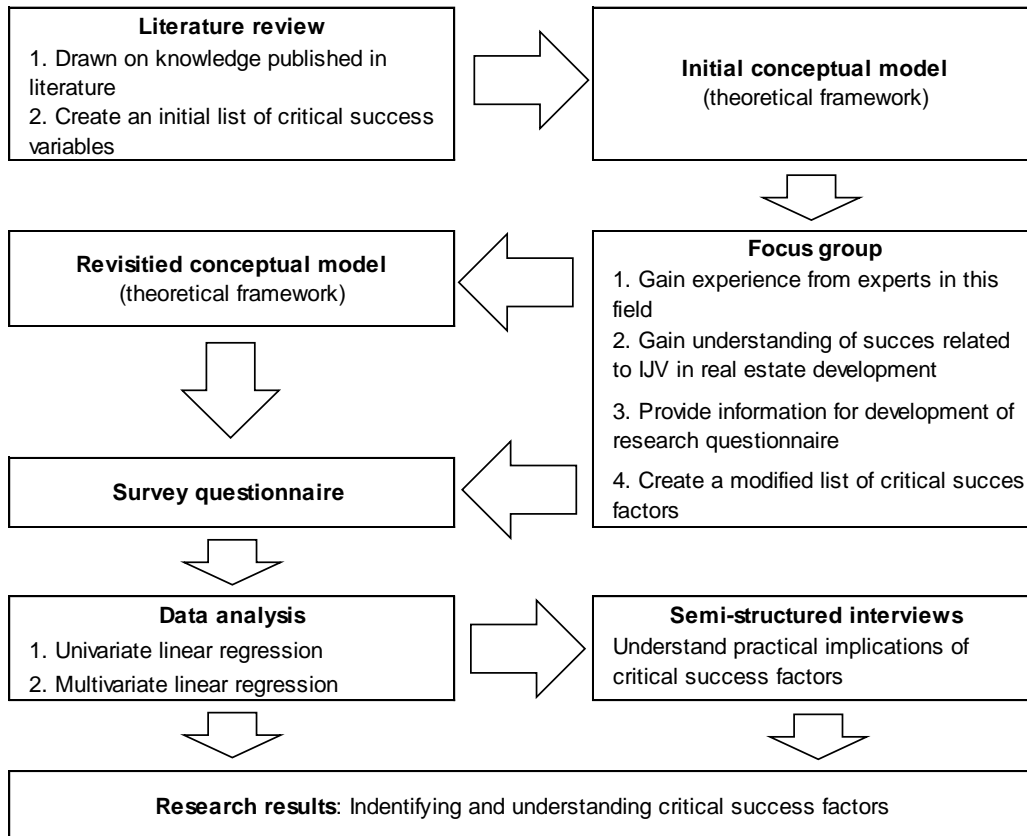 Literature review
1. Drawn on knowledge published in
literature
2. Create an initial list of critical success
variables
Initial conceptual model
(theoretical framework)
Revisitied conceptual model
(theoretical framework)
Focus group
1. Gain experience from experts in this
field
2. Gain understanding of succes related
to IJV in real estate development
3. Provide information for development of
research questionnaire
4. Create a modified list of critical succes
factors
Survey questionnaire
Data analysis
1. Univariate linear regression
2. Multivariate linear regression
Semi-structured interviews
Understand practical implications of
critical success factors
Research results: Indentifying and understanding critical success factors